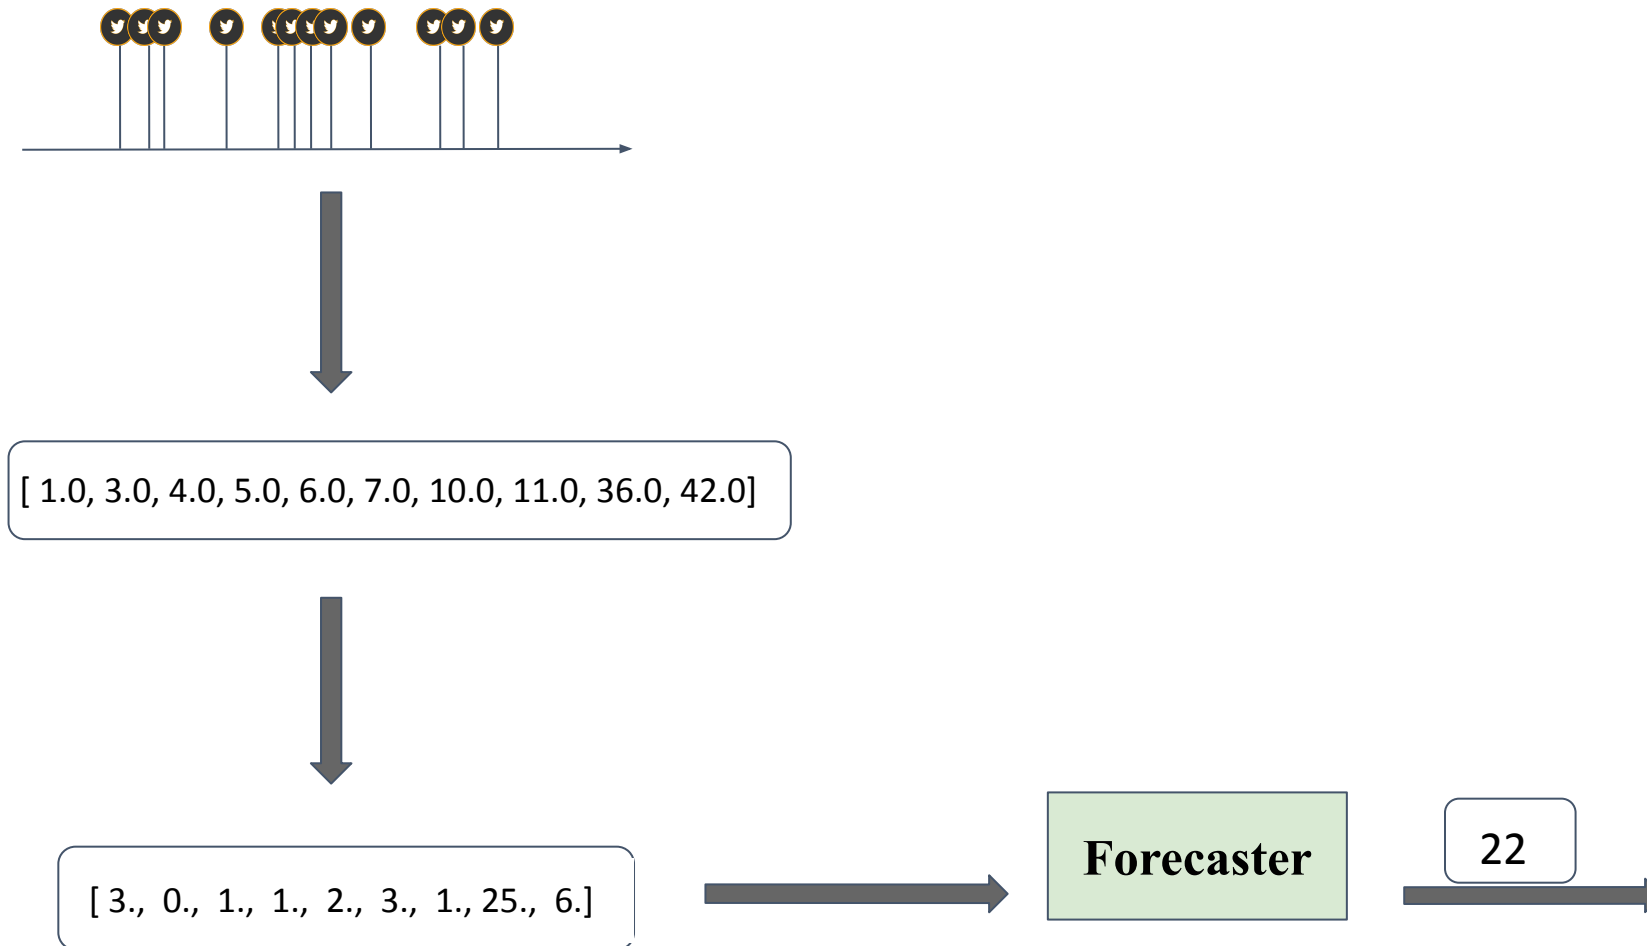 [ 1.0, 3.0, 4.0, 5.0, 6.0, 7.0, 10.0, 11.0, 36.0, 42.0]
[ 3., 0., 1., 1., 2., 3., 1., 25., 6.]
Forecaster
22